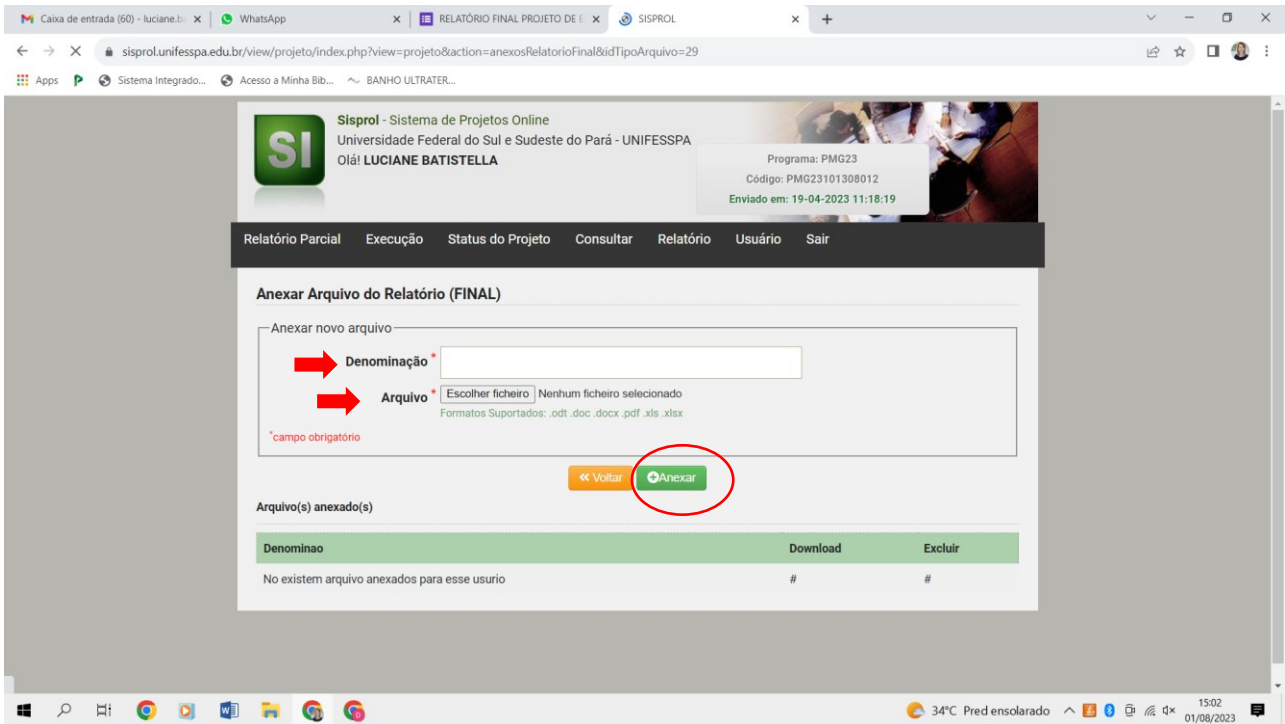 Caixa de entrada (60) - luciane.ba
WhatsApp
RELATÓRIO FINAL PROJETO DE E
SISPROL
sisprol.unifesspa.edu.br/view/projeto/index.php?view=projeto&action=anexosRelatorioFinal&idTipoArquivo=29
Apps
Sistema Integrado...
Acesso a Minha Bib...
BANHO ULTRATER...
SI
Sisprol - Sistema de Projetos Online
Universidade Federal do Sul e Sudeste do Pará - UNIFESSPA
Olá! LUCIANE BATISTELLA
Programa: PMG23
Código: PMG23101308012
Enviado em: 19-04-2023 11:18:19
Relatório Parcial Execução Status do Projeto Consultar Relatório Usuário Sair
Anexar Arquivo do Relatório (FINAL)
Anexar novo arquivo
Denominação *
Arquivo * Escolher ficheiro Nenhum ficheiro selecionado
Formatos Suportados: .odt .doc .docx .pdf .xls .xlsx
*campo obrigatório
Voltar Anexar
Arquivo(s) anexado(s)
Denominao Download Excluir
No existem arquivo anexados para esse usurio # #
34°C Pred ensolarado
15:02
01/08/2023